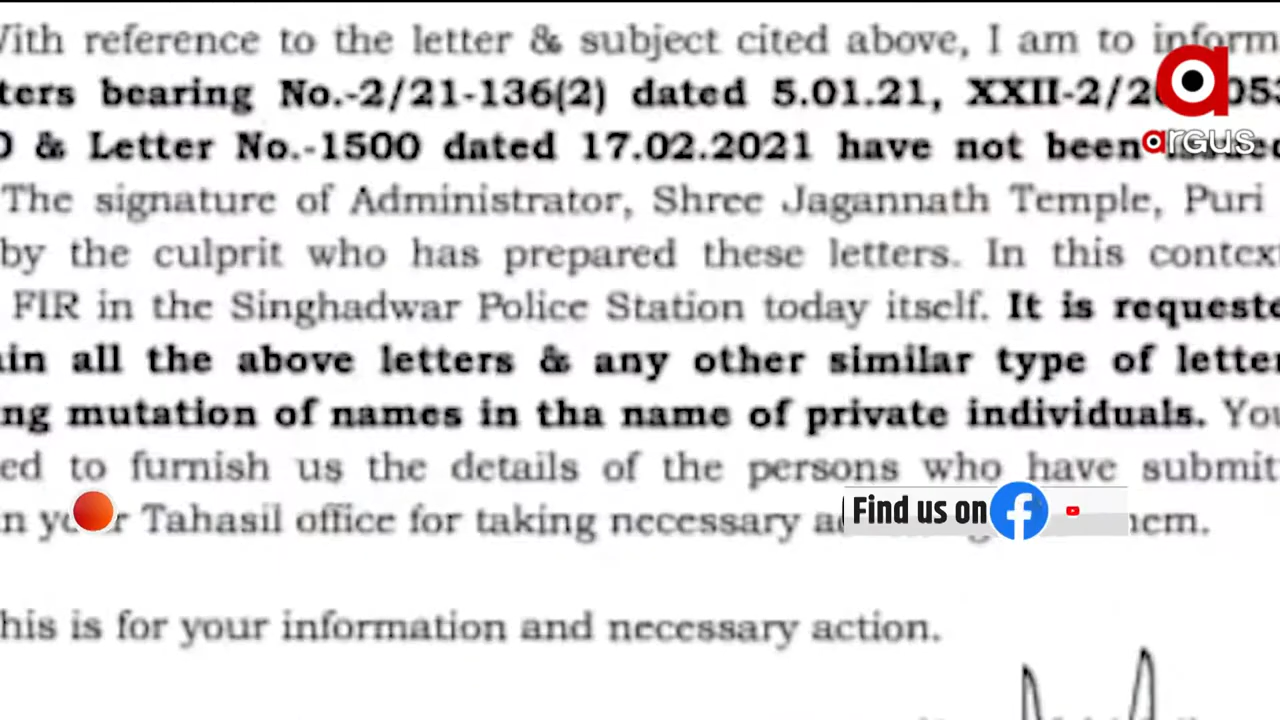 With reference to the letter & subject cited above, I am to inform
ters bearing No.-2/21-136(2) dated 5.01.21, XXII-2/2
argus
& Letter No.-1500 dated 17.02.2021 have not been
The signature of Administrator, Shree Jagannath Temple, Puri
by the culprit who has prepared these letters. In this contex
FIR in the Singhadwar Police Station today itself. It is requeste
in all the above letters & any other similar type of letter
ng mutation of names in tha name of private individuals. You
ed to furnish us the details of the persons who have submit
n your Tahasil office for taking necessary
Find us on
hem.
his is for your information and necessary action.